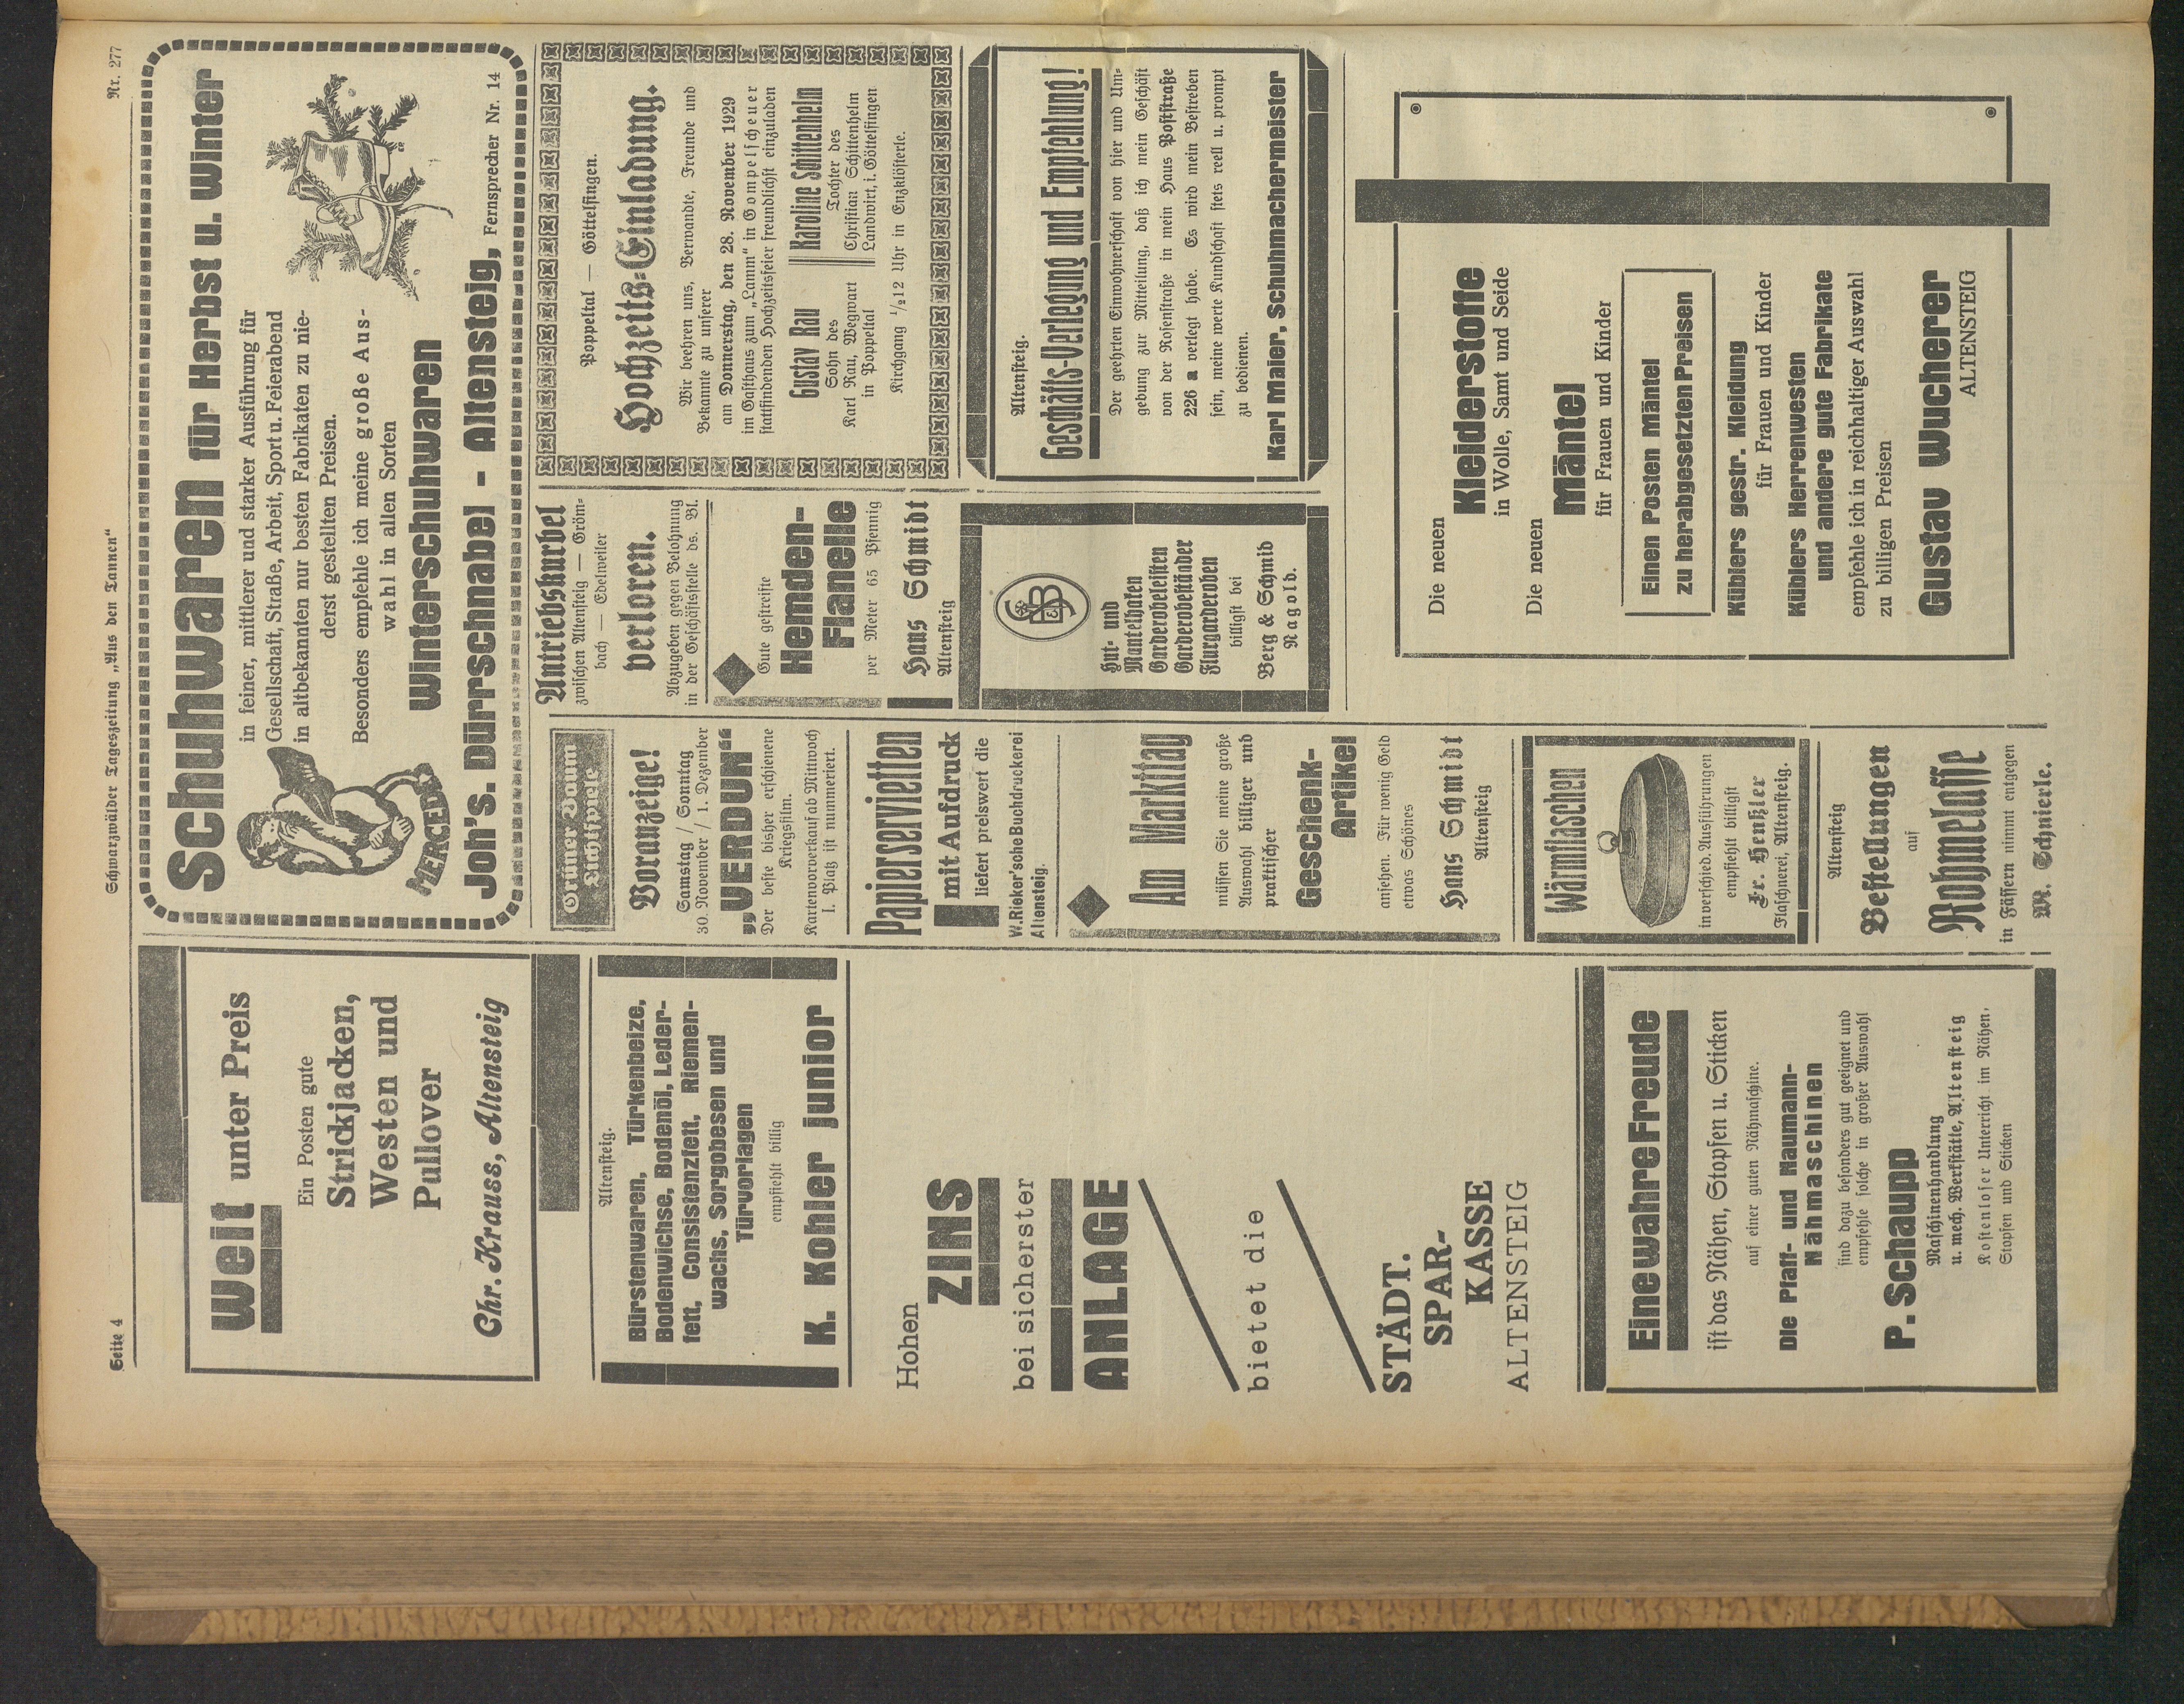 Seite 4
Schwarzwälder Tageszeitung „Aus den Tannen“
Nr. 277
Weit unter Preis
Ein Posten gute
Strickjacken,
Westen und
Pullover
Chr. Krauss, Altensteig
Altensteig.
Bürstenwaren, Türkenbeize,
Bodenwichse, Bodenöl, Leder-
fett, Consistenzfett, Riemen-
wachs, Sorgobesen und
Türvorlagen
empfiehlt billig
K. Kohler junior
Hohen
ZINS
bei sicherster
ANLAGE
bietet die
STÄDT.
SPAR-
KASSE
ALTENSTEIG
Eine wahre Freude
ist das Nähen, Stopfen u. Sticken
auf einer guten Nähmaschine.
Die Pfaff- und Naumann-
Nähmaschinen
sind dazu besonders gut geeignet und
empfehle solche in großer Auswahl
P. Schaupp
Maschinenhandlung
u. mech. Werkstätte, Altensteig
Kostenloser Unterricht im Nähen,
Stopfen und Sticken
Schuhwaren für Herbst u. Winter
in feiner, mittlerer und starker Ausführung für
Gesellschaft, Straße, Arbeit, Sport u. Feierabend
in altbekannten nur besten Fabrikaten zu nie-
derst gestellten Preisen.
Besonders empfehle ich meine große Aus-
wahl in allen Sorten
Winterschuhwaren
MERCEDES
Joh's. Dürrschnabel - Altensteig, Fernsprecher Nr. 14
Grüner Baum
Lichtspiele
Voranzeige!
Samstag / Sonntag
30. November / 1. Dezember
„VERDUN“
Der beste bisher erschienene
Kriegsfilm.
Kartenvorverkauf ab Mittwoch
I. Platz ist nummeriert.
Papierservietten
mit Aufdruck
liefert preiswert die
W. Rieker'sche Buchdruckerei
Altensteig.
Am Markttag
müssen Sie meine große
Auswahl billiger und
praktischer
Geschenk-
Artikel
ansehen. Für wenig Geld
etwas Schönes
Hans Schmidt
Altensteig
Wärmflaschen
in verschied. Ausführungen
empfiehlt billigst
Fr. Henßler
Flaschnerei, Altensteig.
Altensteig
Bestellungen
auf
Rohmelasse
in Fässern nimmt entgegen
M. Schnierle.
Antriebskurbel
zwischen Altensteig — Gröm-
bach — Edelweiler
verloren.
Abzugeben gegen Belohnung
in der Geschäftsstelle ds. Bl.
Gute gestreifte
Hemden-
Flanelle
per Meter 65 Pfennig
Hans Schmidt
Altensteig
Hut- und
Mantelhaken
Garderobeleisten
Garderobeständer
Flurgarderoben
billigst bei
Berg & Schmid
Nagold.
Poppeltal — Göttelfingen.
Hochzeits-Einladung.
Wir beehren uns, Verwandte, Freunde und
Bekannte zu unserer
am Donnerstag, den 28. November 1929
im Gasthaus zum „Lamm“ in Gompelscheuer
stattfindenden Hochzeitsfeier freundlichst einzuladen
Gustav Rau
Sohn des
Karl Rau, Wegwart
in Poppeltal
Karoline Schittenhelm
Tochter des
Christian Schittenhelm
Landwirt, i. Göttelfingen
Kirchgang ½12 Uhr in Enzklösterle.
Altensteig.
Geschäfts-Verlegung und Empfehlung!
Der geehrten Einwohnerschaft von hier und Um-
gebung zur Mitteilung, daß ich mein Geschäft
von der Rosenstraße in mein Haus Poststraße
226 a verlegt habe. Es wird mein Bestreben
sein, meine werte Kundschaft stets reell u. prompt
zu bedienen.
Karl Maier, Schuhmachermeister
Die neuen
Kleiderstoffe
in Wolle, Samt und Seide
Die neuen
Mäntel
für Frauen und Kinder
Einen Posten Mäntel
zu herabgesetzten Preisen
Küblers gestr. Kleidung
für Frauen und Kinder
Küblers Herrenwesten
und andere gute Fabrikate
empfehle ich in reichhaltiger Auswahl
zu billigen Preisen
Gustav Wucherer
ALTENSTEIG